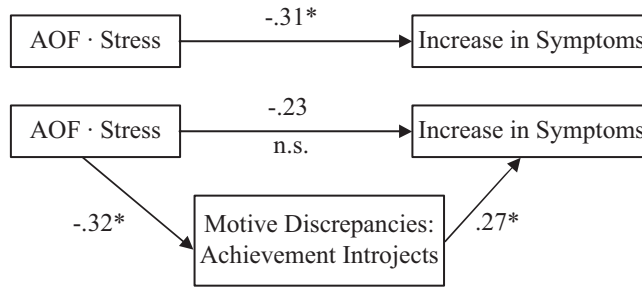 -.31*
AOF · Stress
Increase in Symptoms
-.23
AOF · Stress
Increase in Symptoms
n.s.
-.32*
Motive Discrepancies:
Achievement Introjects
.27*